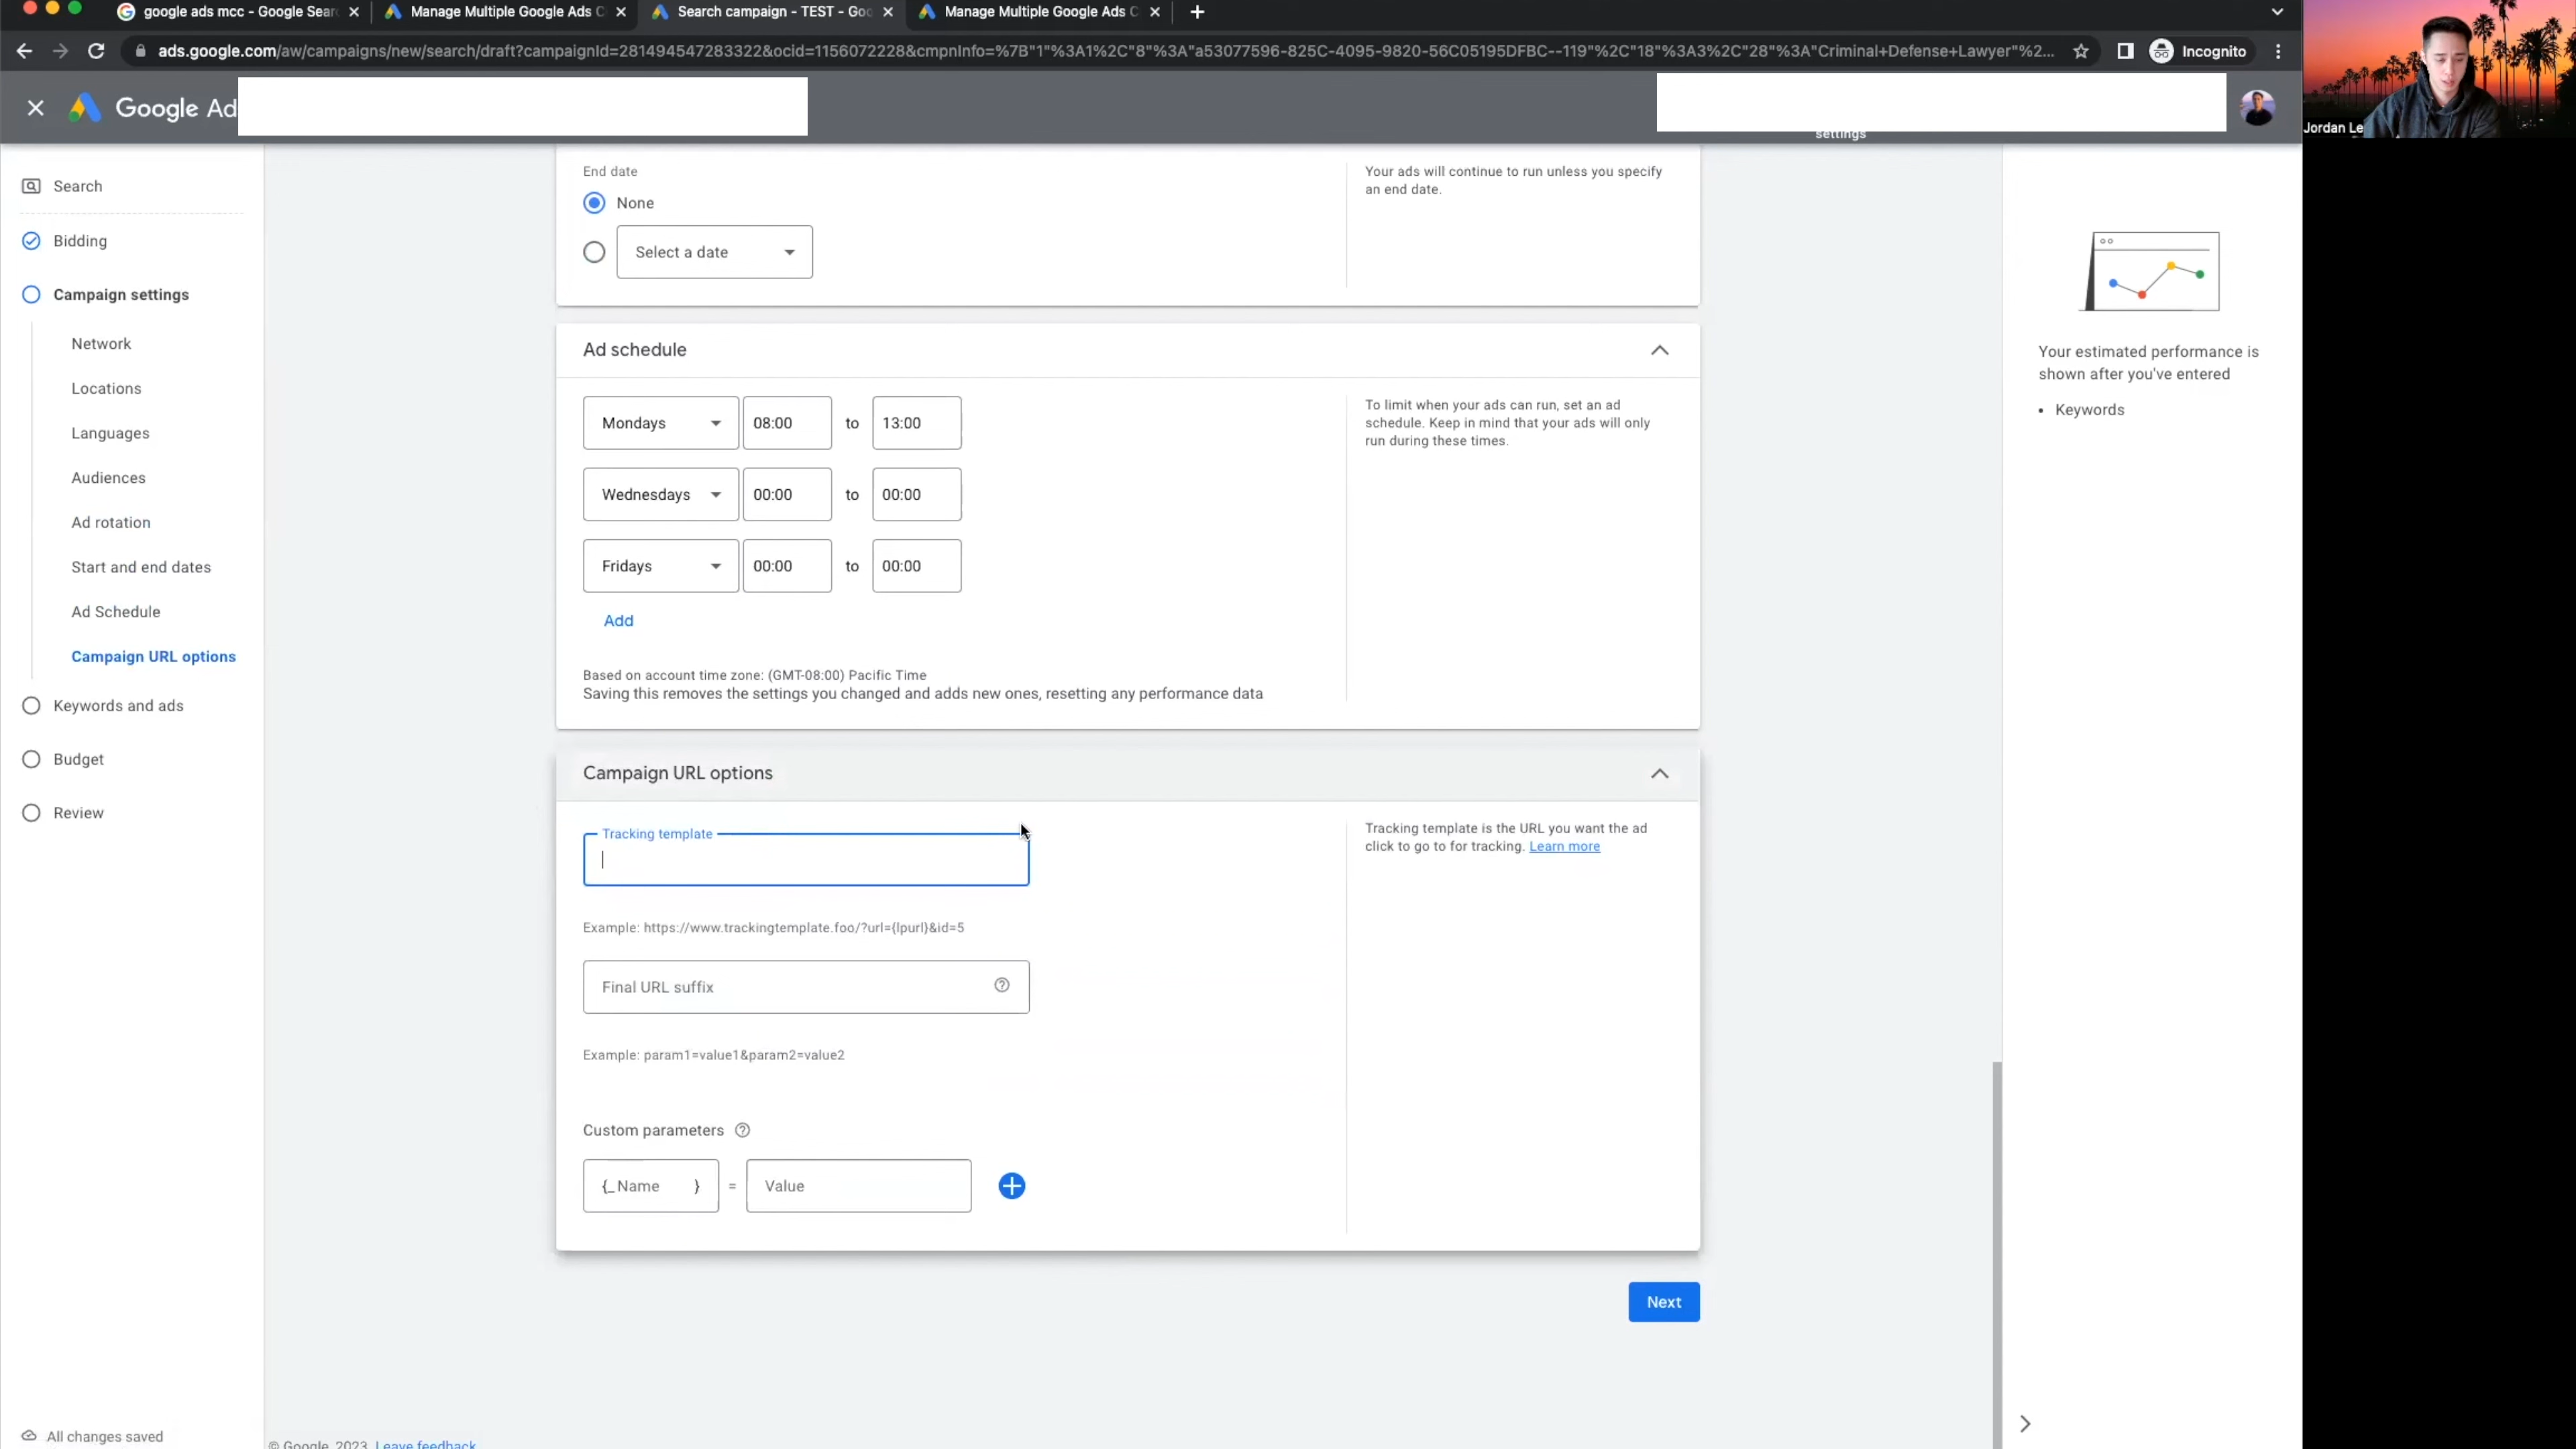 google ads mcc - Google Sear
Manage Multiple Google Ads C
Search campaign - TEST - Goo
Manage Multiple Google Ads C
ads.google.com/aw/campaigns/new/search/draft?campaignId=281494547283322&ocid=1156072228&cmpnInfo=%7B"1"%3A1%2C"8"%3A"a53077596-825C-4095-9820-56C05195DFBC--119"%2C"18"%3A3%2C"28"%3A"Criminal+Defense+Lawyer"%2...
Incognito
Google Ad
settings
Jordan Le
Search
Bidding
Campaign settings
Network
Locations
Languages
Audiences
Ad rotation
Start and end dates
Ad Schedule
Campaign URL options
Keywords and ads
Budget
Review
All changes saved
End date
None
Select a date
Your ads will continue to run unless you specify
an end date.
Ad schedule
Mondays 08:00 to 13:00
Wednesdays 00:00 to 00:00
Fridays 00:00 to 00:00
Add
To limit when your ads can run, set an ad
schedule. Keep in mind that your ads will only
run during these times.
Based on account time zone: (GMT-08:00) Pacific Time
Saving this removes the settings you changed and adds new ones, resetting any performance data
Campaign URL options
Tracking template
Example: https://www.trackingtemplate.foo/?url={lpurl}&id=5
Tracking template is the URL you want the ad
click to go to for tracking. Learn more
Final URL suffix
Example: param1=value1&param2=value2
Custom parameters
{_Name } = Value
Next
© Google, 2023. Leave feedback
Your estimated performance is
shown after you've entered
• Keywords